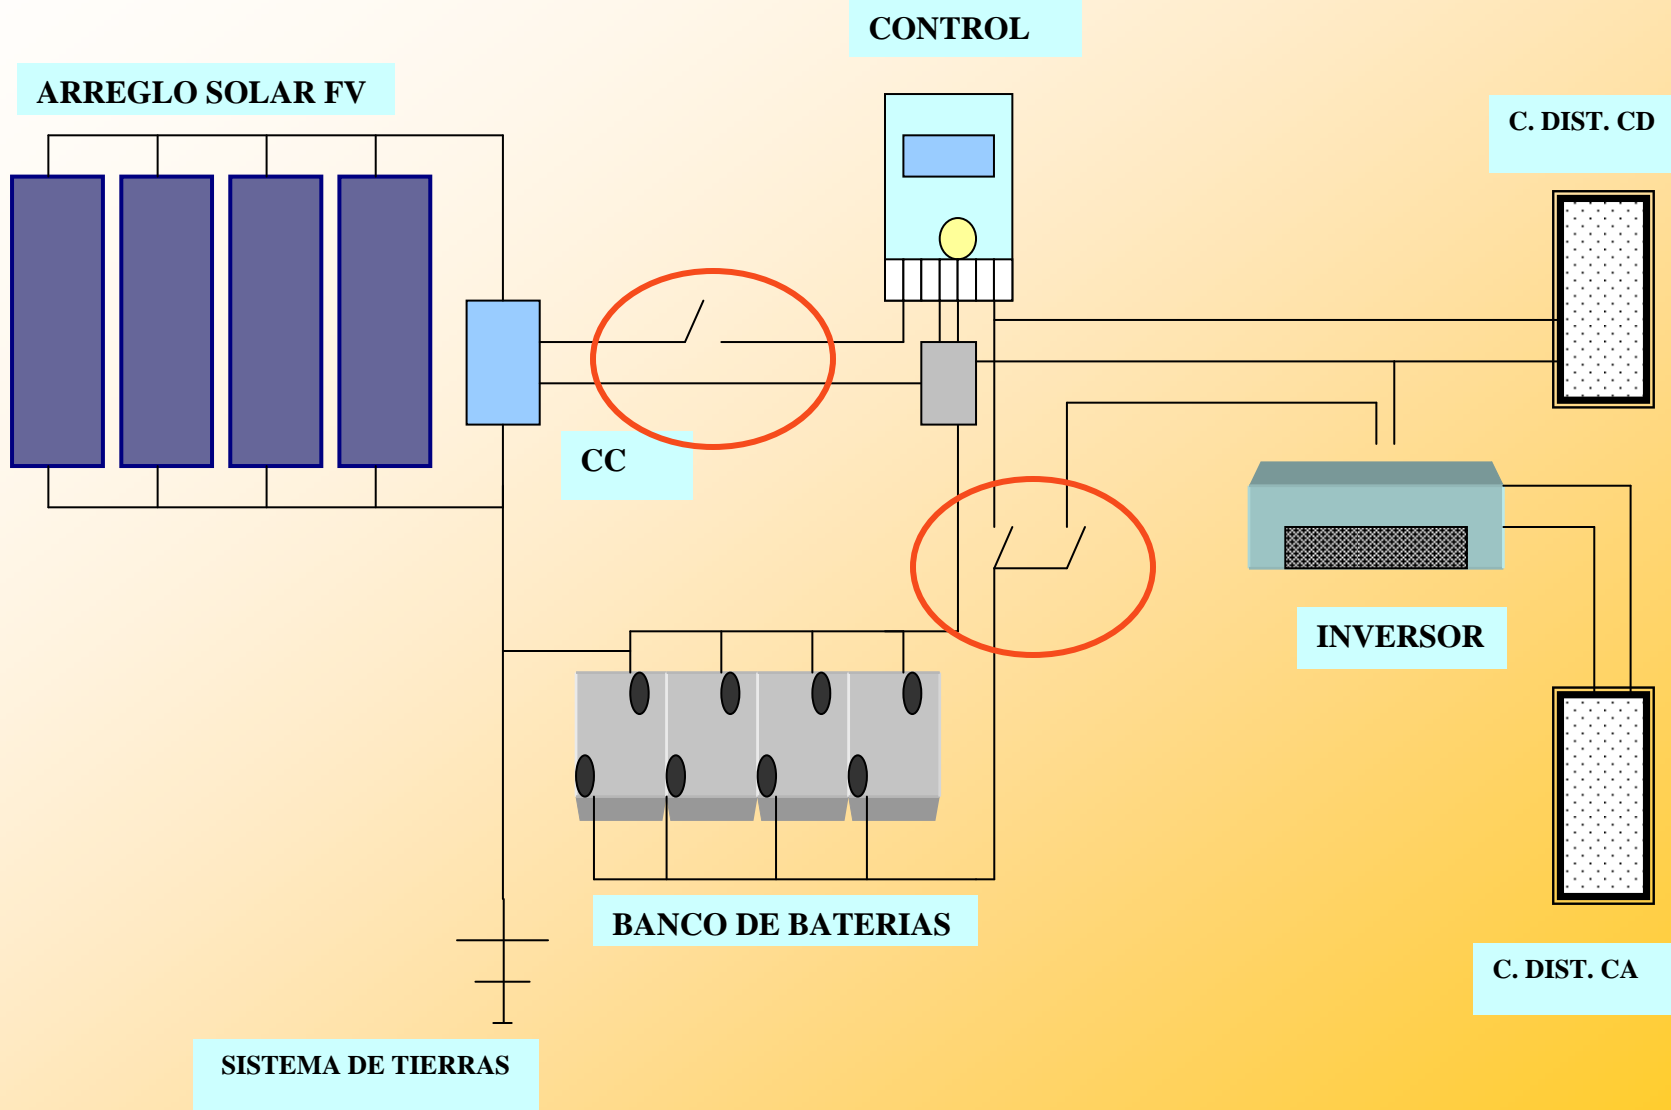 CONTROL
ARREGLO SOLAR FV
C. DIST. CD
CC
INVERSOR
BANCO DE BATERIAS
C. DIST. CA
SISTEMA DE TIERRAS